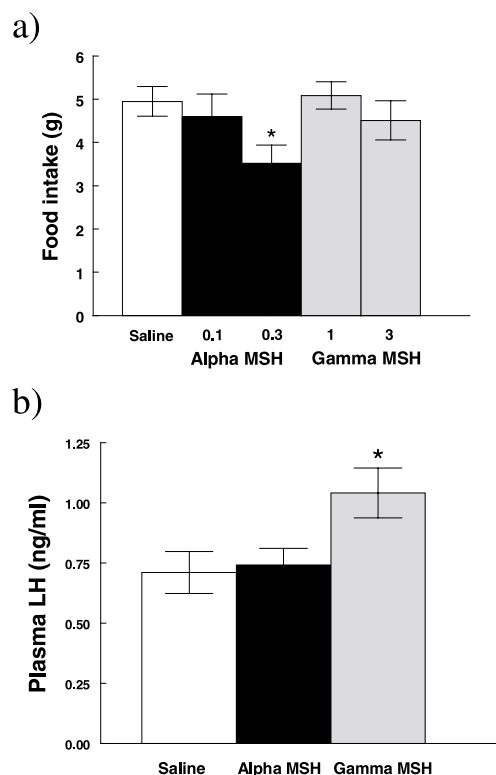 a)
6
5
4
3
2
1
0
Food intake (g)
*
Saline 0.1 0.3 1 3
Alpha MSH Gamma MSH
b)
1.25
1.00
0.75
0.50
0.25
0.00
Plasma LH (ng/ml)
*
Saline Alpha MSH Gamma MSH